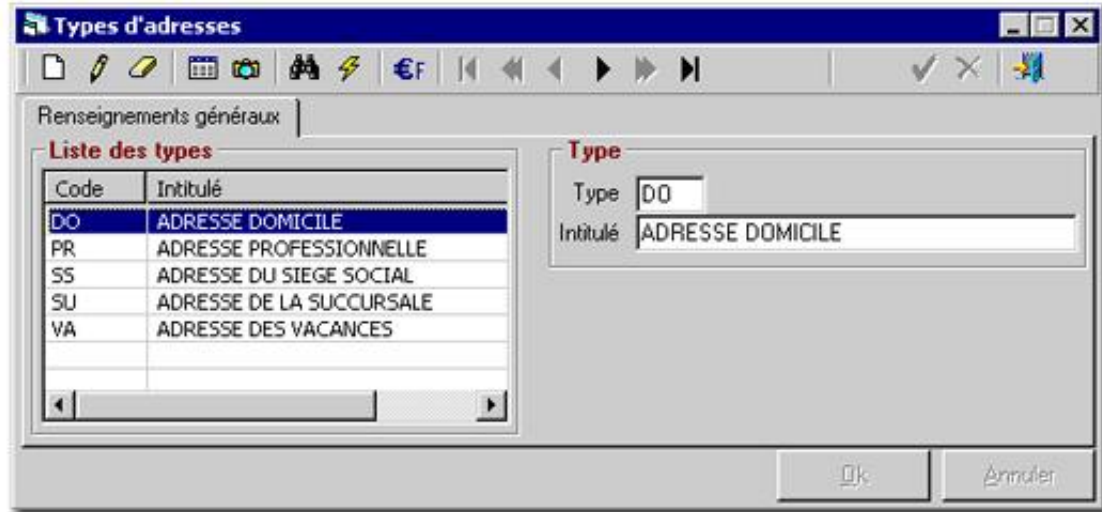 Types d'adresses
€F
Renseignements généraux
Liste des types
Code Intitulé
DO ADRESSE DOMICILE
PR ADRESSE PROFESSIONNELLE
SS ADRESSE DU SIEGE SOCIAL
SU ADRESSE DE LA SUCCURSALE
VA ADRESSE DES VACANCES
Type
Type DO
Intitulé ADRESSE DOMICILE
Ok Annuler